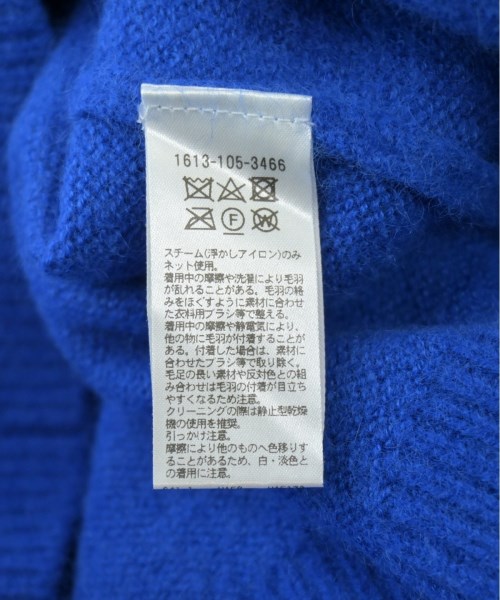 1613-105-3466
F W
スチーム(浮かしアイロン)のみ
ネット使用。
着用中の摩擦や洗濯により毛羽
が乱れることがある。毛羽の絡
みをほぐすように素材に合わせ
た衣料用ブラシ等で整える。
着用中の摩擦や静電気により、
他の物に毛羽が付着することが
ある。付着した場合は、素材に
合わせたブラシ等で取り除く。
毛足の長い素材や反対色との組
み合わせは毛羽の付着が目立ち
やすくなるため注意。
クリーニングの際は静止型乾燥
機の使用を推奨。
引っかけ注意。
摩擦により他のものへ色移りす
ることがあるため、白・淡色と
の着用に注意。